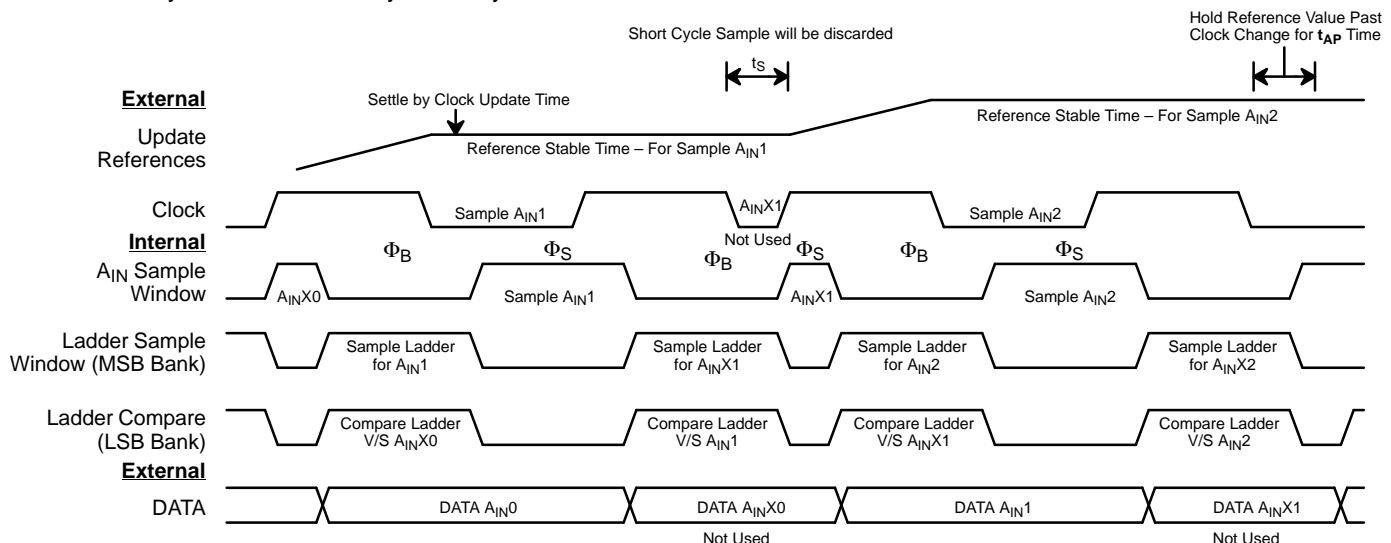 Hold Reference Value Past
Clock Change for tAP Time
Short Cycle Sample will be discarded
tS
External
Settle by Clock Update Time
Update
References
Reference Stable Time – For Sample AIN1
Reference Stable Time – For Sample AIN2
Clock
Sample AIN1
AINX1
Sample AIN2
Not Used
Internal
ΦB
ΦS
ΦB
ΦS
ΦB
ΦS
AIN Sample
Window
AINX0
Sample AIN1
AINX1
Sample AIN2
Ladder Sample
Window (MSB Bank)
Sample Ladder
for AIN1
Sample Ladder
for AINX1
Sample Ladder
for AIN2
Sample Ladder
for AINX2
Ladder Compare
(LSB Bank)
Compare Ladder
V/S AINX0
Compare Ladder
V/S AIN1
Compare Ladder
V/S AINX1
Compare Ladder
V/S AIN2
External
DATA
DATA AIN0
DATA AINX0
DATA AIN1
DATA AINX1
Not Used
Not Used